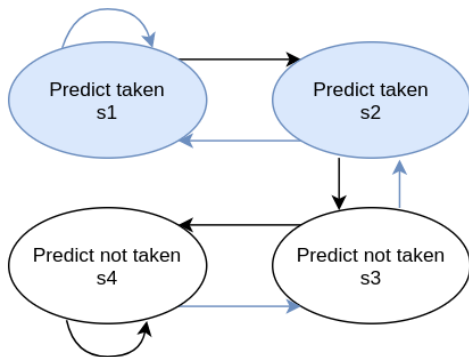 Predict taken
s1
Predict taken
s2
Predict not taken
s4
Predict not taken
s3